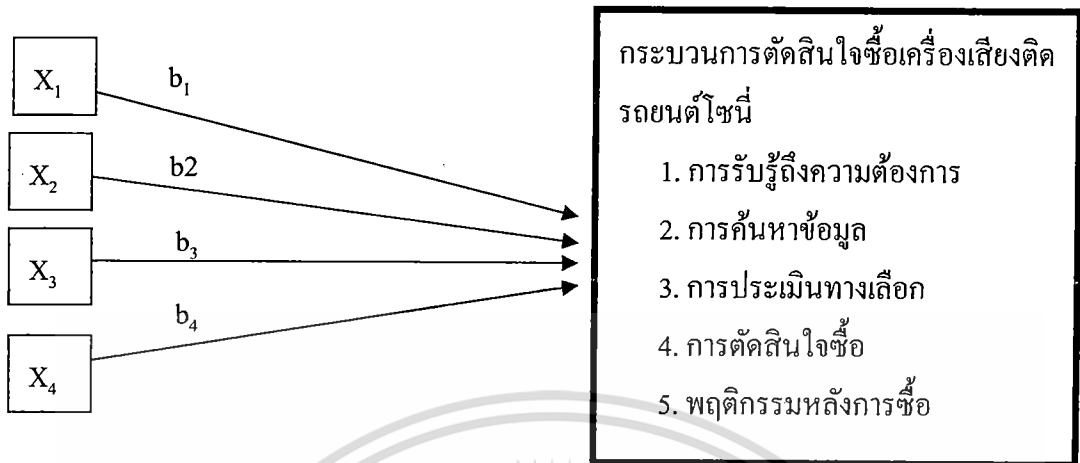 X₁
b₁
X₂
b2
X₃
b₃
X₄
b₄
กระบวนการตัดสินใจซื้อเครื่องเสียงติด
รถยนต์โซนี่
1. การรับรู้ถึงความต้องการ
2. การค้นหาข้อมูล
3. การประเมินทางเลือก
4. การตัดสินใจซื้อ
5. พฤติกรรมหลังการซื้อ